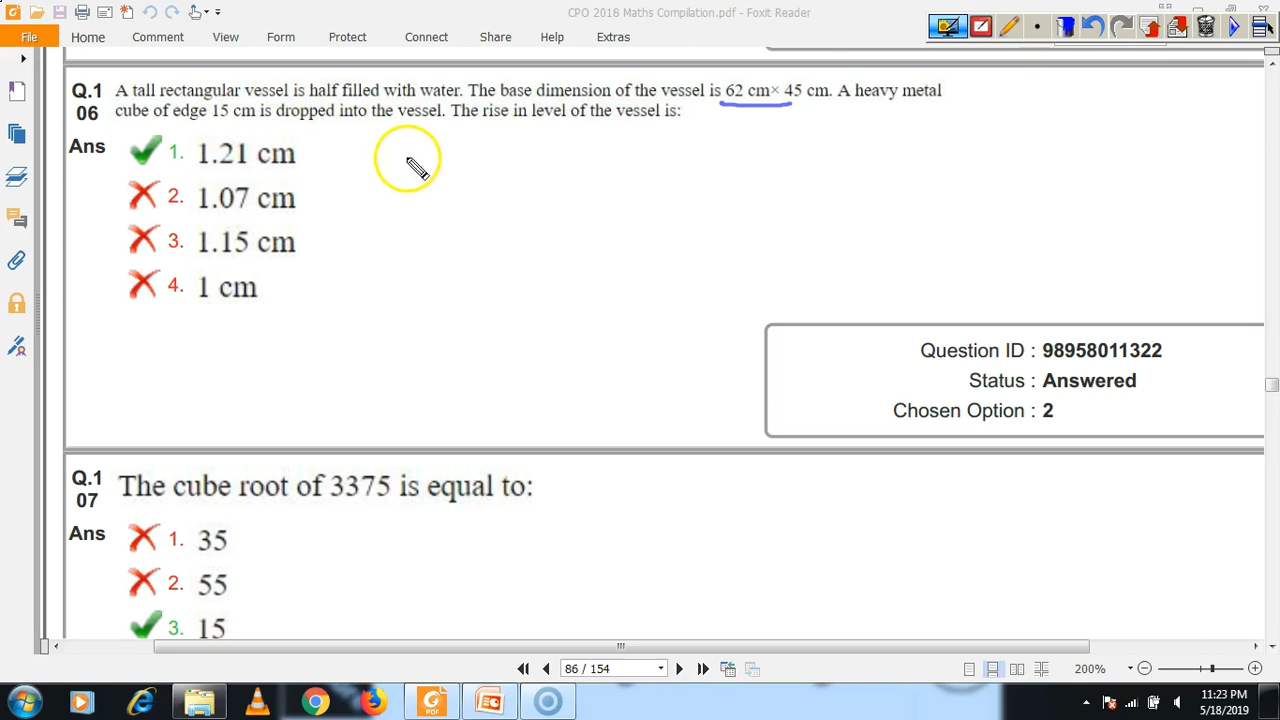 CPO 2018 Maths Compilation.pdf - Foxit Reader
File Home Comment View Form Protect Connect Share Help Extras
Q.1 A tall rectangular vessel is half filled with water. The base dimension of the vessel is 62 cm× 45 cm. A heavy metal
06 cube of edge 15 cm is dropped into the vessel. The rise in level of the vessel is:
Ans 1. 1.21 cm
2. 1.07 cm
3. 1.15 cm
4. 1 cm
Question ID : 98958011322
Status : Answered
Chosen Option : 2
Q.1 The cube root of 3375 is equal to:
07
Ans 1. 35
2. 55
3. 15
86 / 154
200%
PDF
11:23 PM
5/18/2019